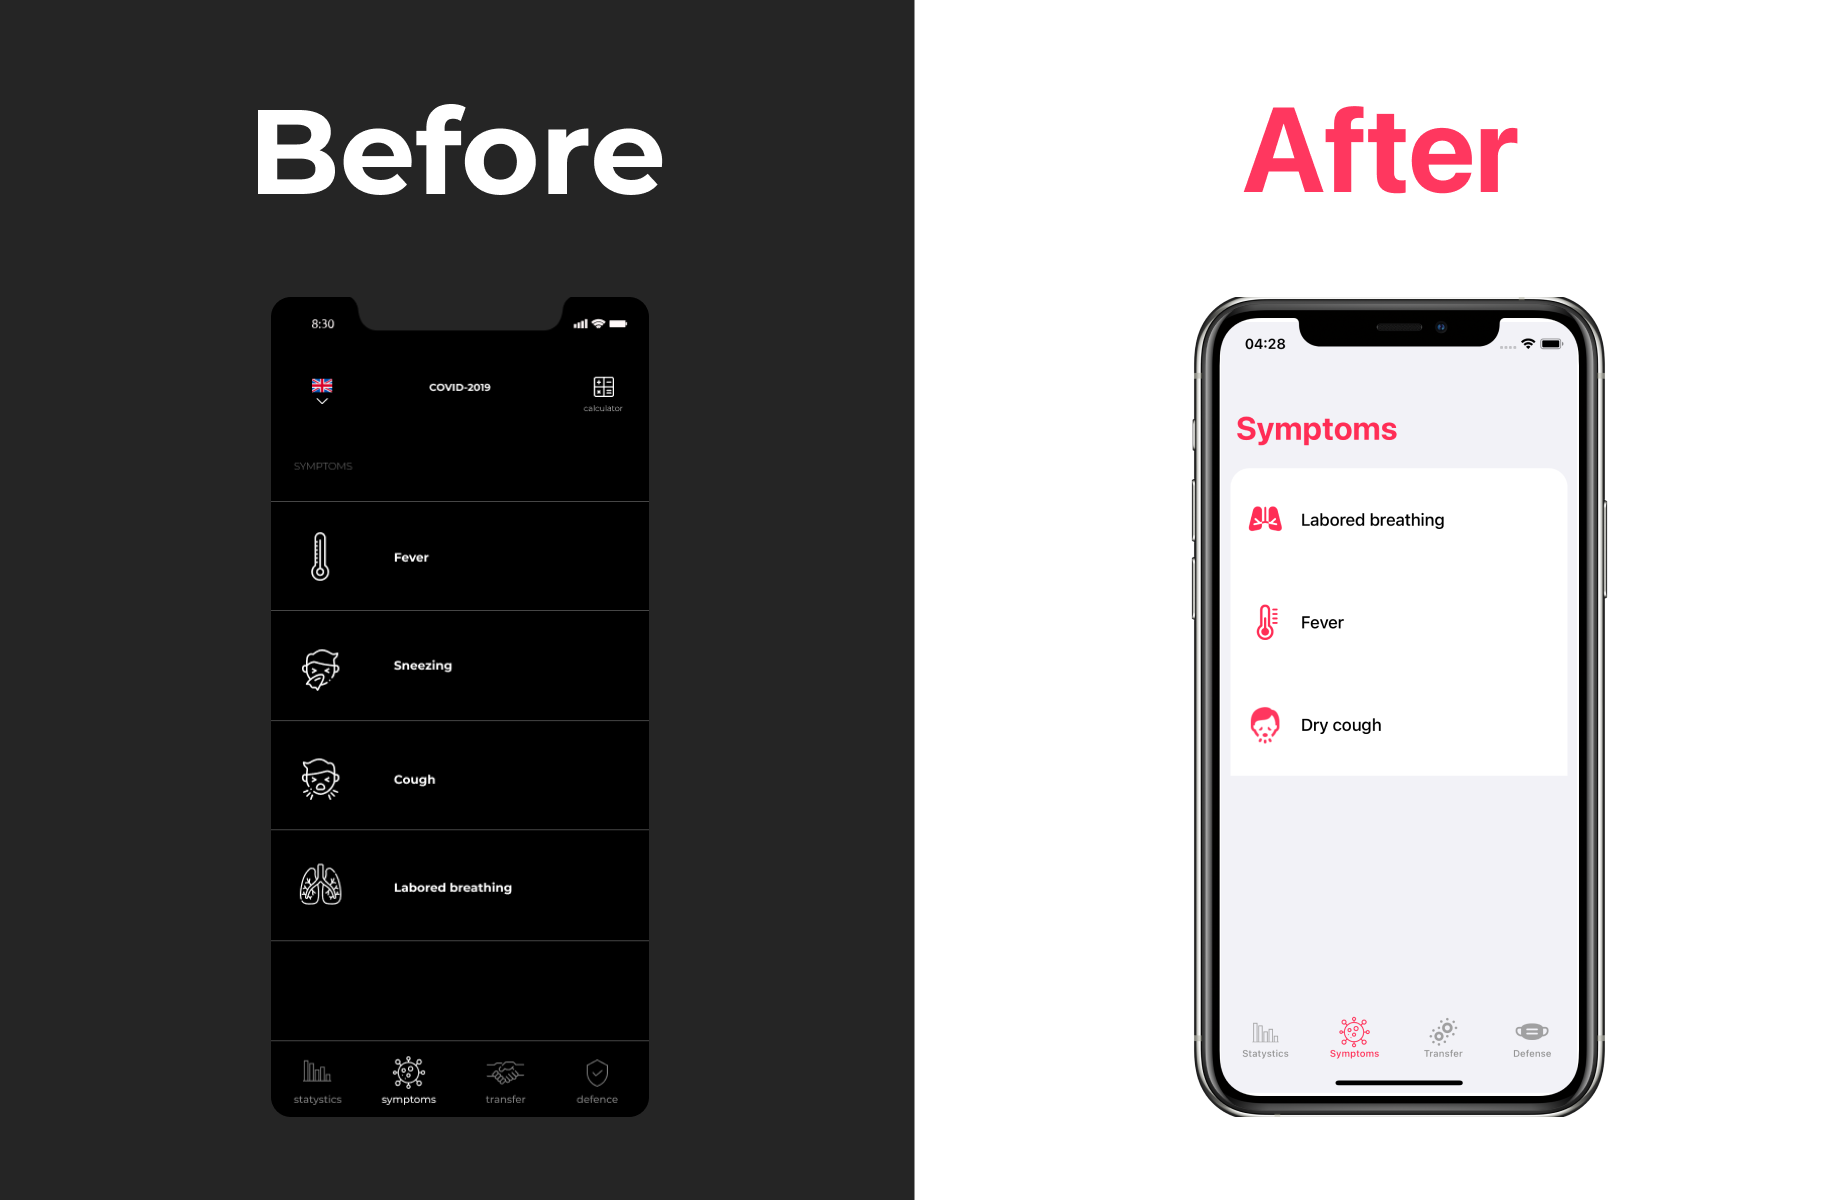 Before
8:30
COVID-2019
calculator
SYMPTOMS
Fever
Sneezing
Cough
Labored breathing
statystics
symptoms
transfer
defence
After
04:28
Symptoms
Labored breathing
Fever
Dry cough
Statystics
Symptoms
Transfer
Defense